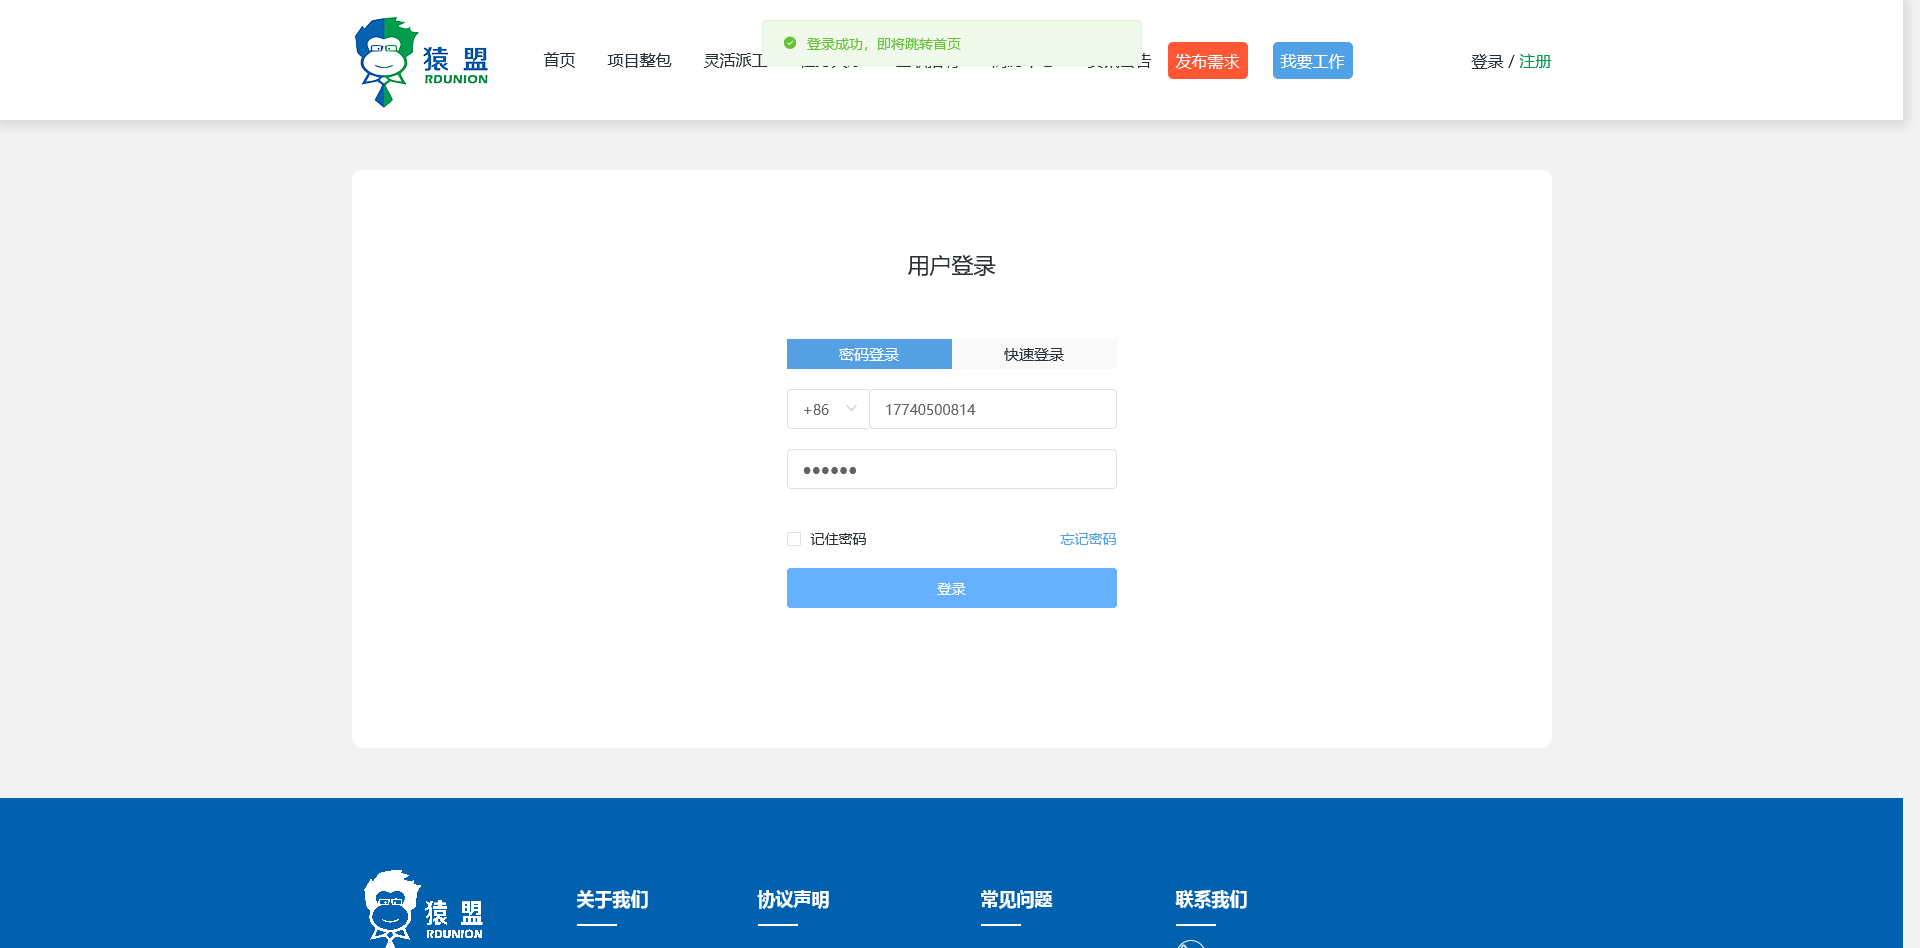 猿 盟
RDUNION
首页
项目整包
灵活派工
登录成功，即将跳转首页
发布需求
我要工作
登录 / 注册
用户登录
密码登录
快速登录
+86
17740500814
●●●●●●
记住密码
忘记密码
登录
猿 盟
RDUNION
关于我们
协议声明
常见问题
联系我们